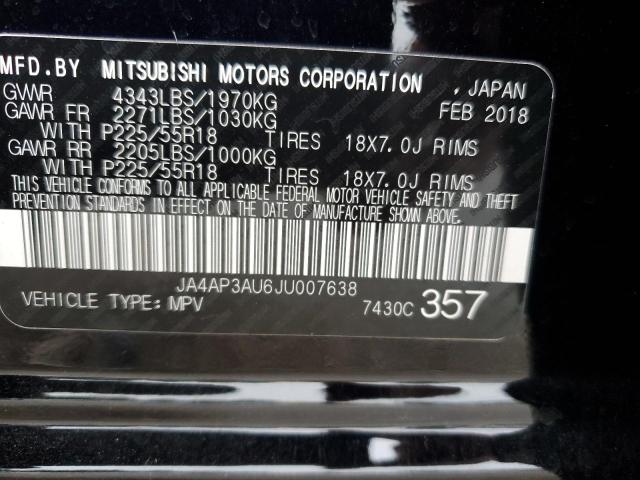 MFD.BY MITSUBISHI MOTORS CORPORATION , JAPAN
GVWR 4343LBS/1970KG FEB 2018
GAWR FR 2271LBS/1030KG
WITH P225/55R18 TIRES 18X7.0J RIMS
GAWR RR 2205LBS/1000KG
WITH P225/55R18 TIRES 18X7.0J RIMS
THIS VEHICLE CONFORMS TO ALL APPLICABLE FEDERAL MOTOR VEHICLE SAFETY AND THEFT
PREVENTION STANDARDS IN EFFECT ON THE DATE OF MANUFACTURE SHOWN ABOVE.
JA4AP3AU6JU007638
VEHICLE TYPE: MPV 7430C 357